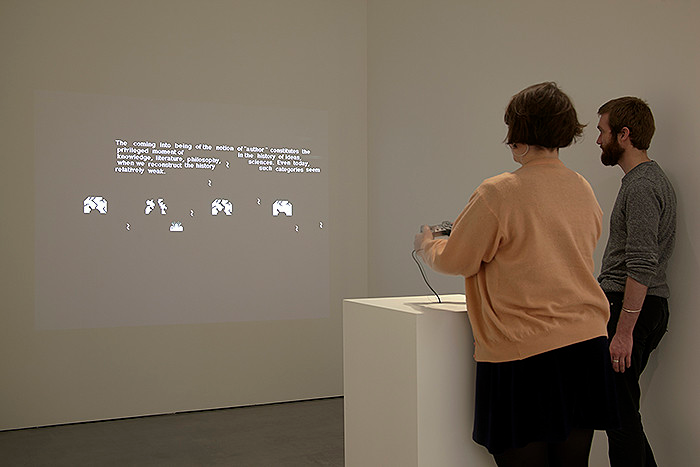 The coming into being of the notion of "author" constitutes the
privileged moment of in the history of ideas,
knowledge, literature, philosophy, sciences. Even today,
when we reconstruct the history such categories seem
relatively weak.